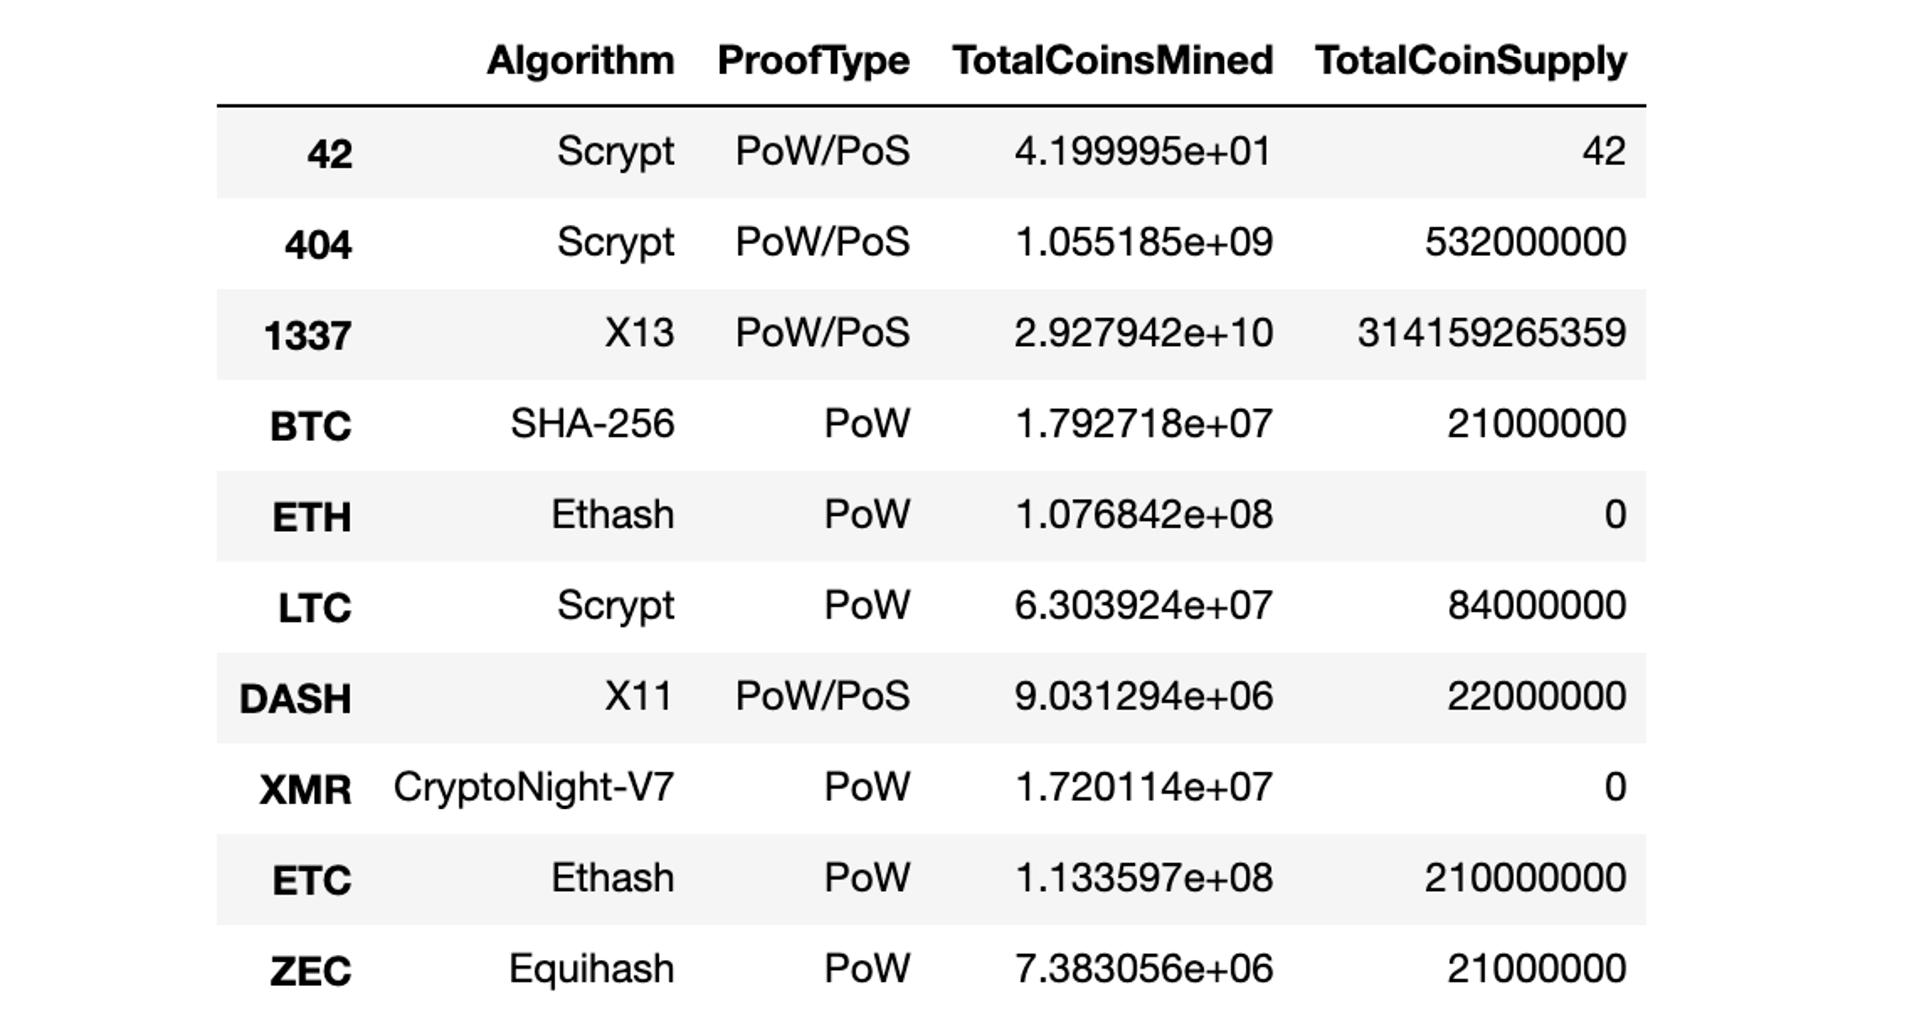 Algorithm ProofType TotalCoinsMined TotalCoinSupply
42 Scrypt PoW/PoS 4.199995e+01 42
404 Scrypt PoW/PoS 1.055185e+09 532000000
1337 X13 PoW/PoS 2.927942e+10 314159265359
BTC SHA-256 PoW 1.792718e+07 21000000
ETH Ethash PoW 1.076842e+08 0
LTC Scrypt PoW 6.303924e+07 84000000
DASH X11 PoW/PoS 9.031294e+06 22000000
XMR CryptoNight-V7 PoW 1.720114e+07 0
ETC Ethash PoW 1.133597e+08 210000000
ZEC Equihash PoW 7.383056e+06 21000000